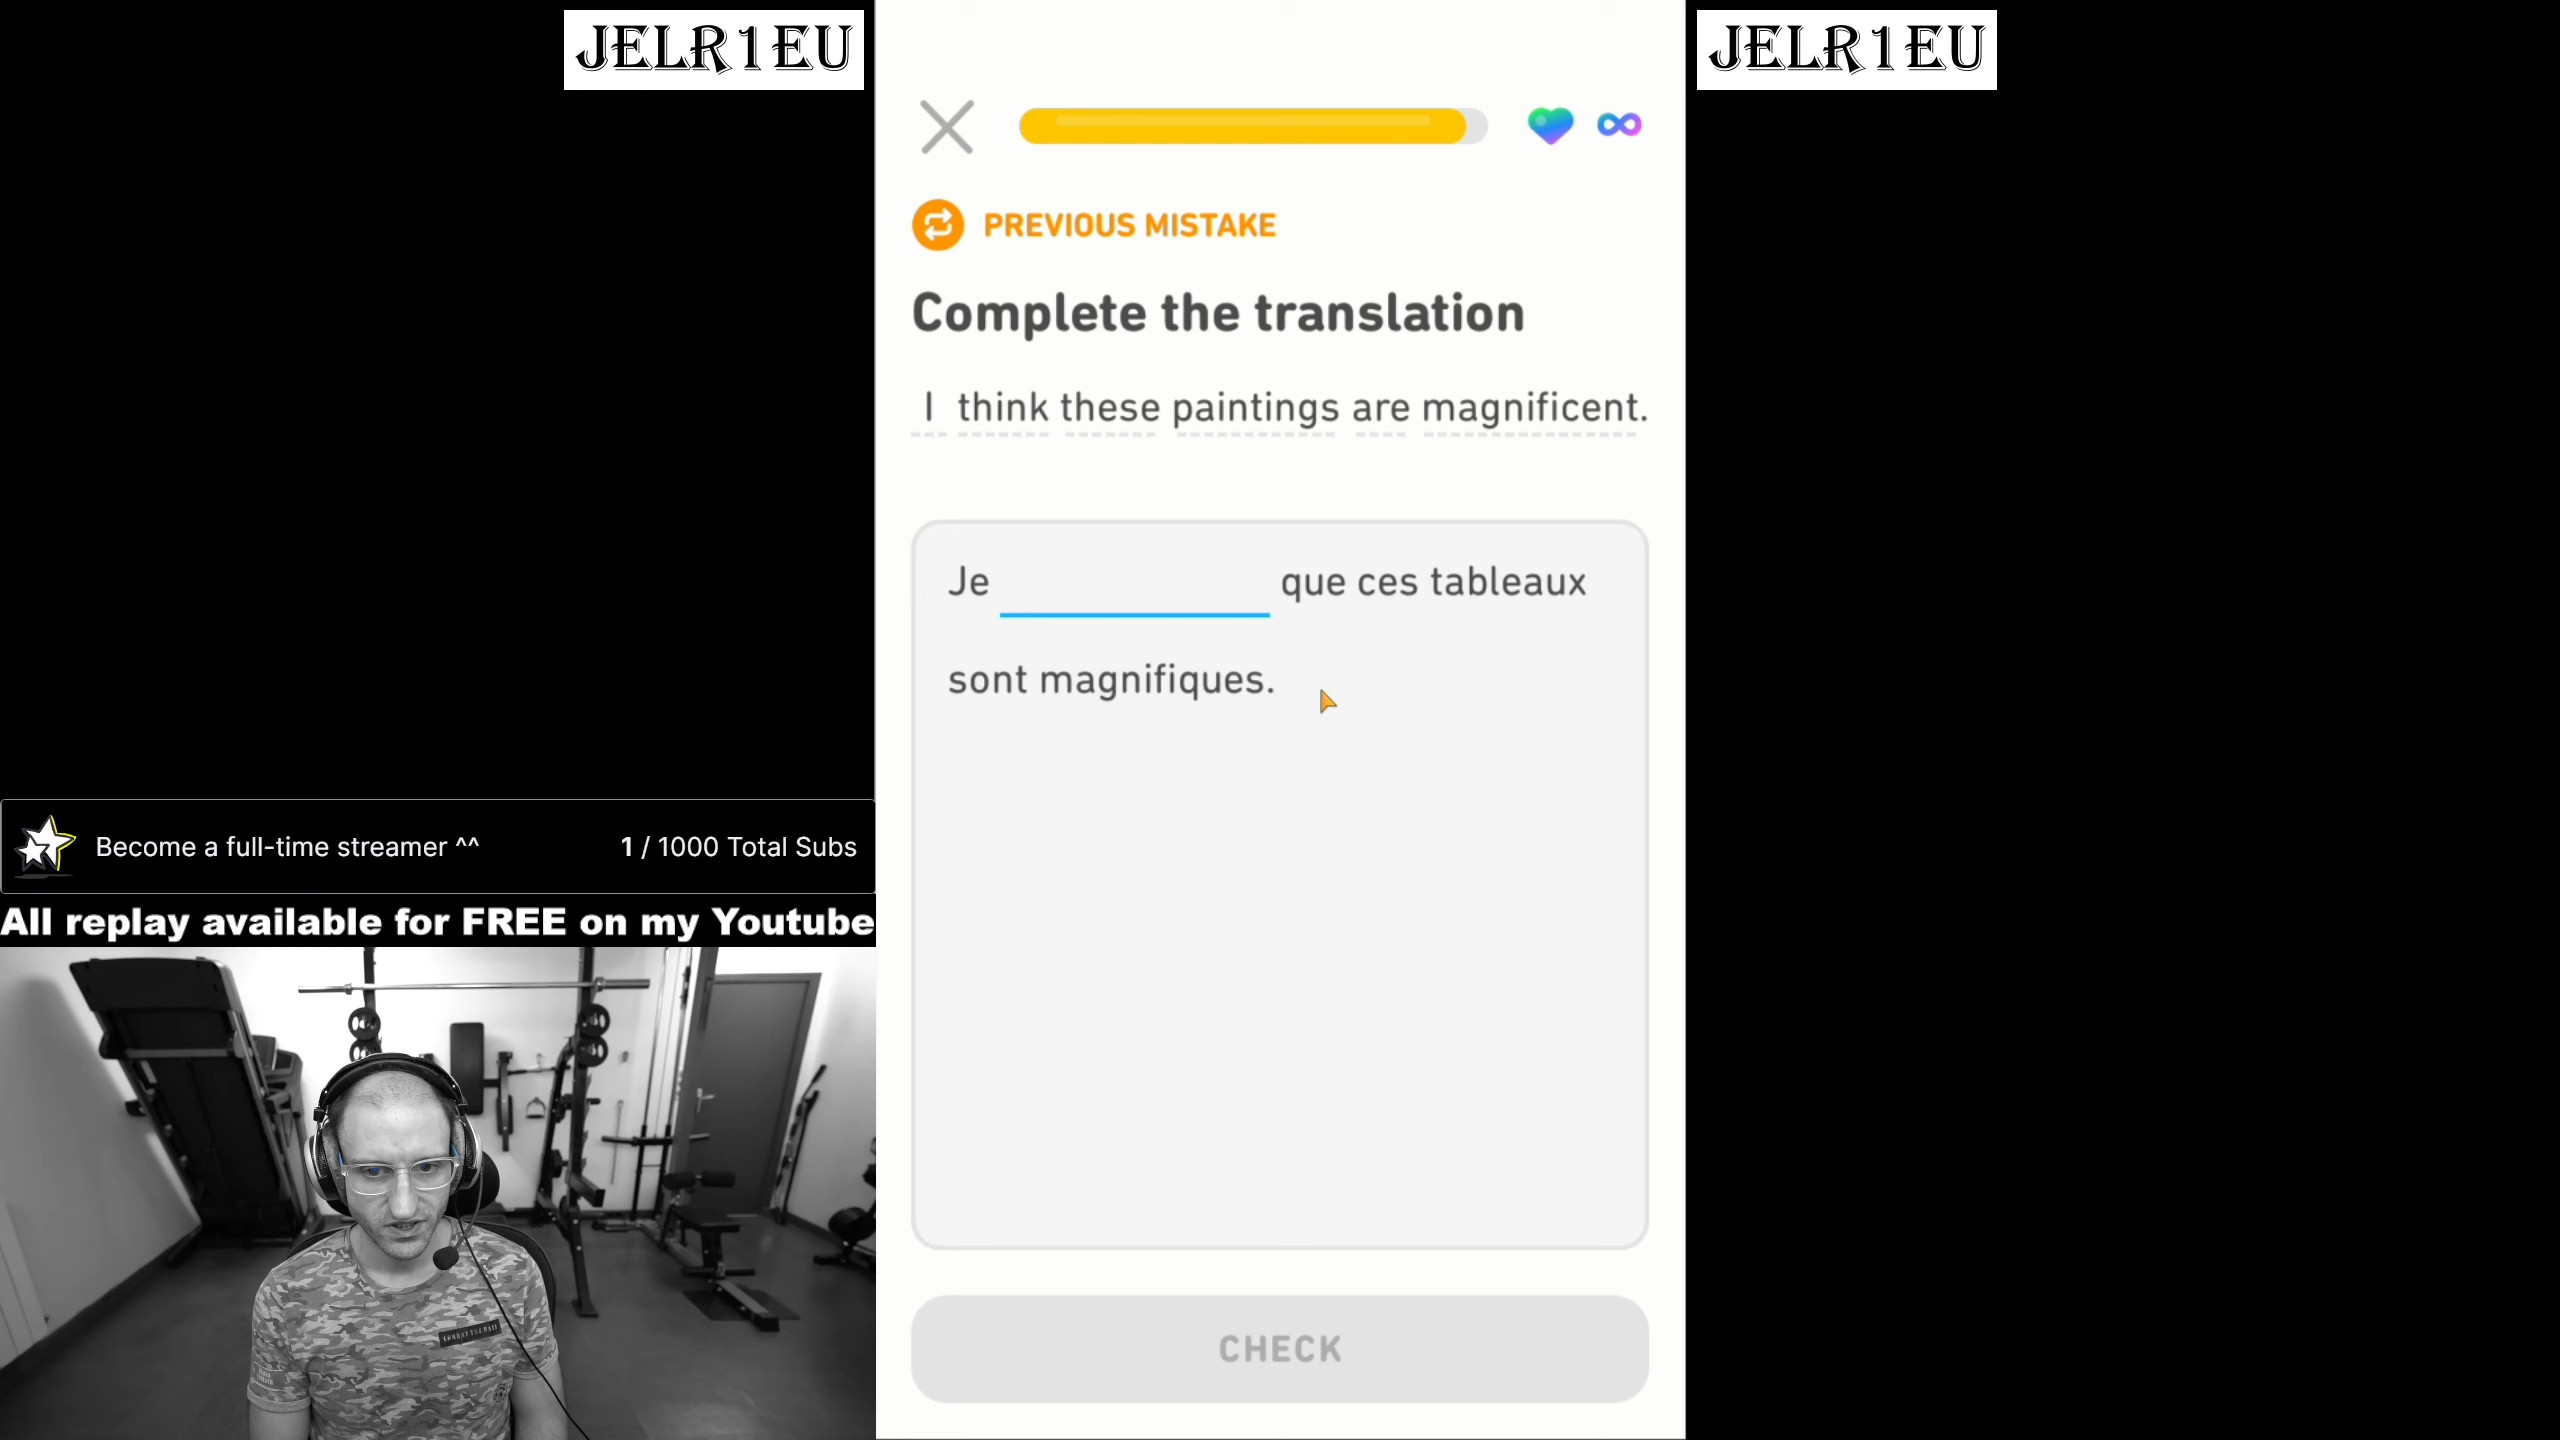 JELR1EU
JELR1EU
PREVIOUS MISTAKE
Complete the translation
I think these paintings are magnificent.
Je que ces tableaux
sont magnifiques.
CHECK
Become a full-time streamer ^^ 1 / 1000 Total Subs
All replay available for FREE on my Youtube